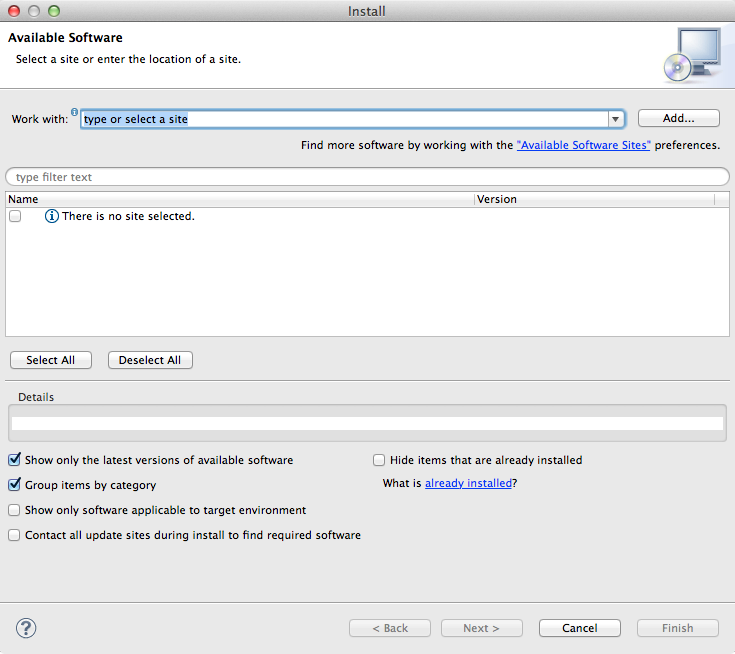 Install
Available Software
Select a site or enter the location of a site.
Work with: type or select a site Add...
Find more software by working with the "Available Software Sites" preferences.
type filter text
Name Version
There is no site selected.
Select All Deselect All
Details
Show only the latest versions of available software Hide items that are already installed
Group items by category What is already installed?
Show only software applicable to target environment
Contact all update sites during install to find required software
? < Back Next > Cancel Finish